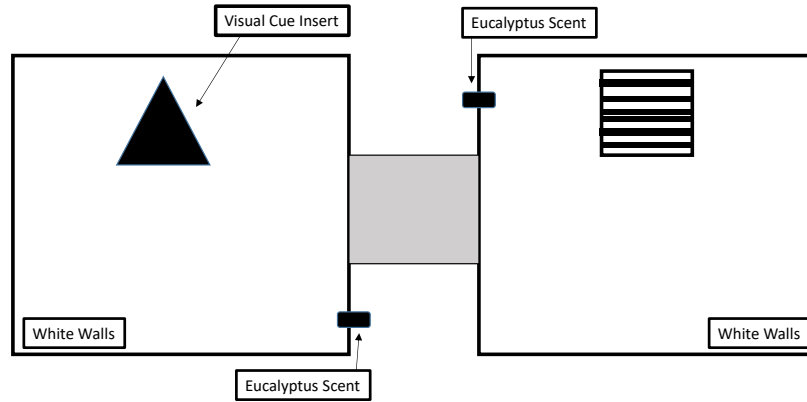 Visual Cue Insert
Eucalyptus Scent
White Walls
White Walls
Eucalyptus Scent